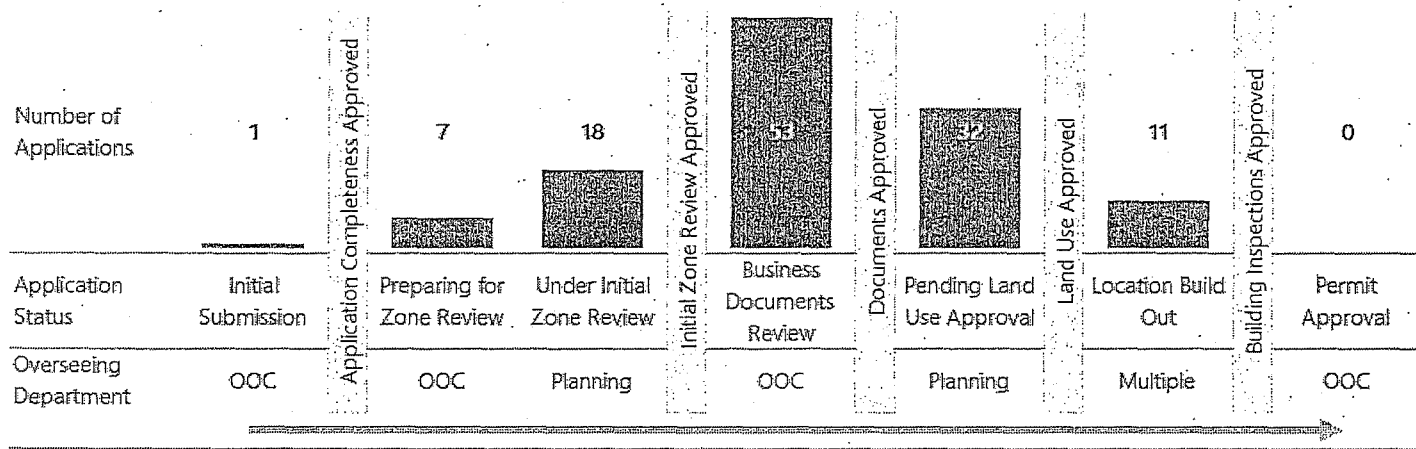 Number of
Applications
1
7
18
53
32
11
0
Application
Status
Initial
Submission
Preparing for
Zone Review
Under Initial
Zone Review
Business
Documents
Review
Pending Land
Use Approval
Location Build
Out
Permit
Approval
Overseeing
Department
OOC
OOC
Planning
OOC
Planning
Multiple
OOC
Application Completeness Approved
Initial Zone Review Approved
Documents Approved
Land Use Approved
Building Inspections Approved